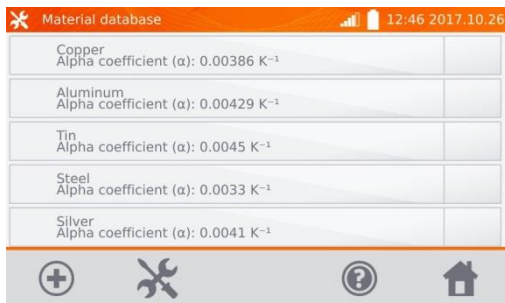 Material database
12:46 2017.10.26
Copper
Alpha coefficient (α): 0.00386 K⁻¹
Aluminum
Alpha coefficient (α): 0.00429 K⁻¹
Tin
Alpha coefficient (α): 0.0045 K⁻¹
Steel
Alpha coefficient (α): 0.0033 K⁻¹
Silver
Alpha coefficient (α): 0.0041 K⁻¹